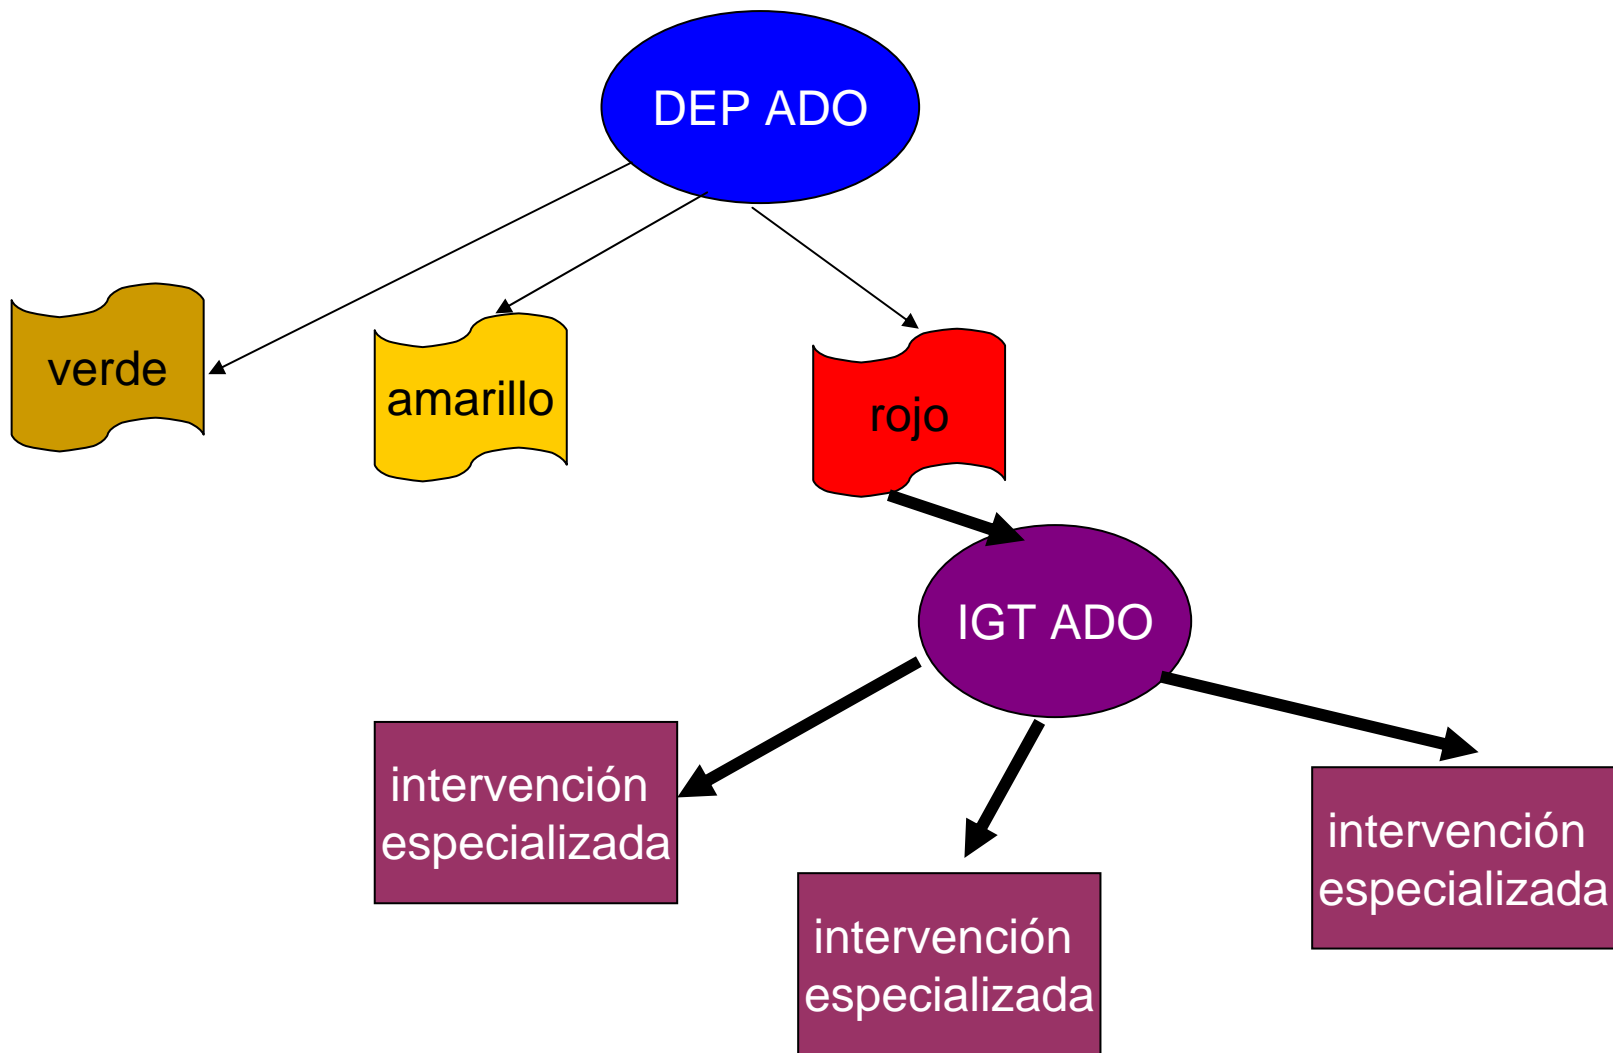 DEP ADO
verde
amarillo
rojo
IGT ADO
intervención
especializada
intervención
especializada
intervención
especializada